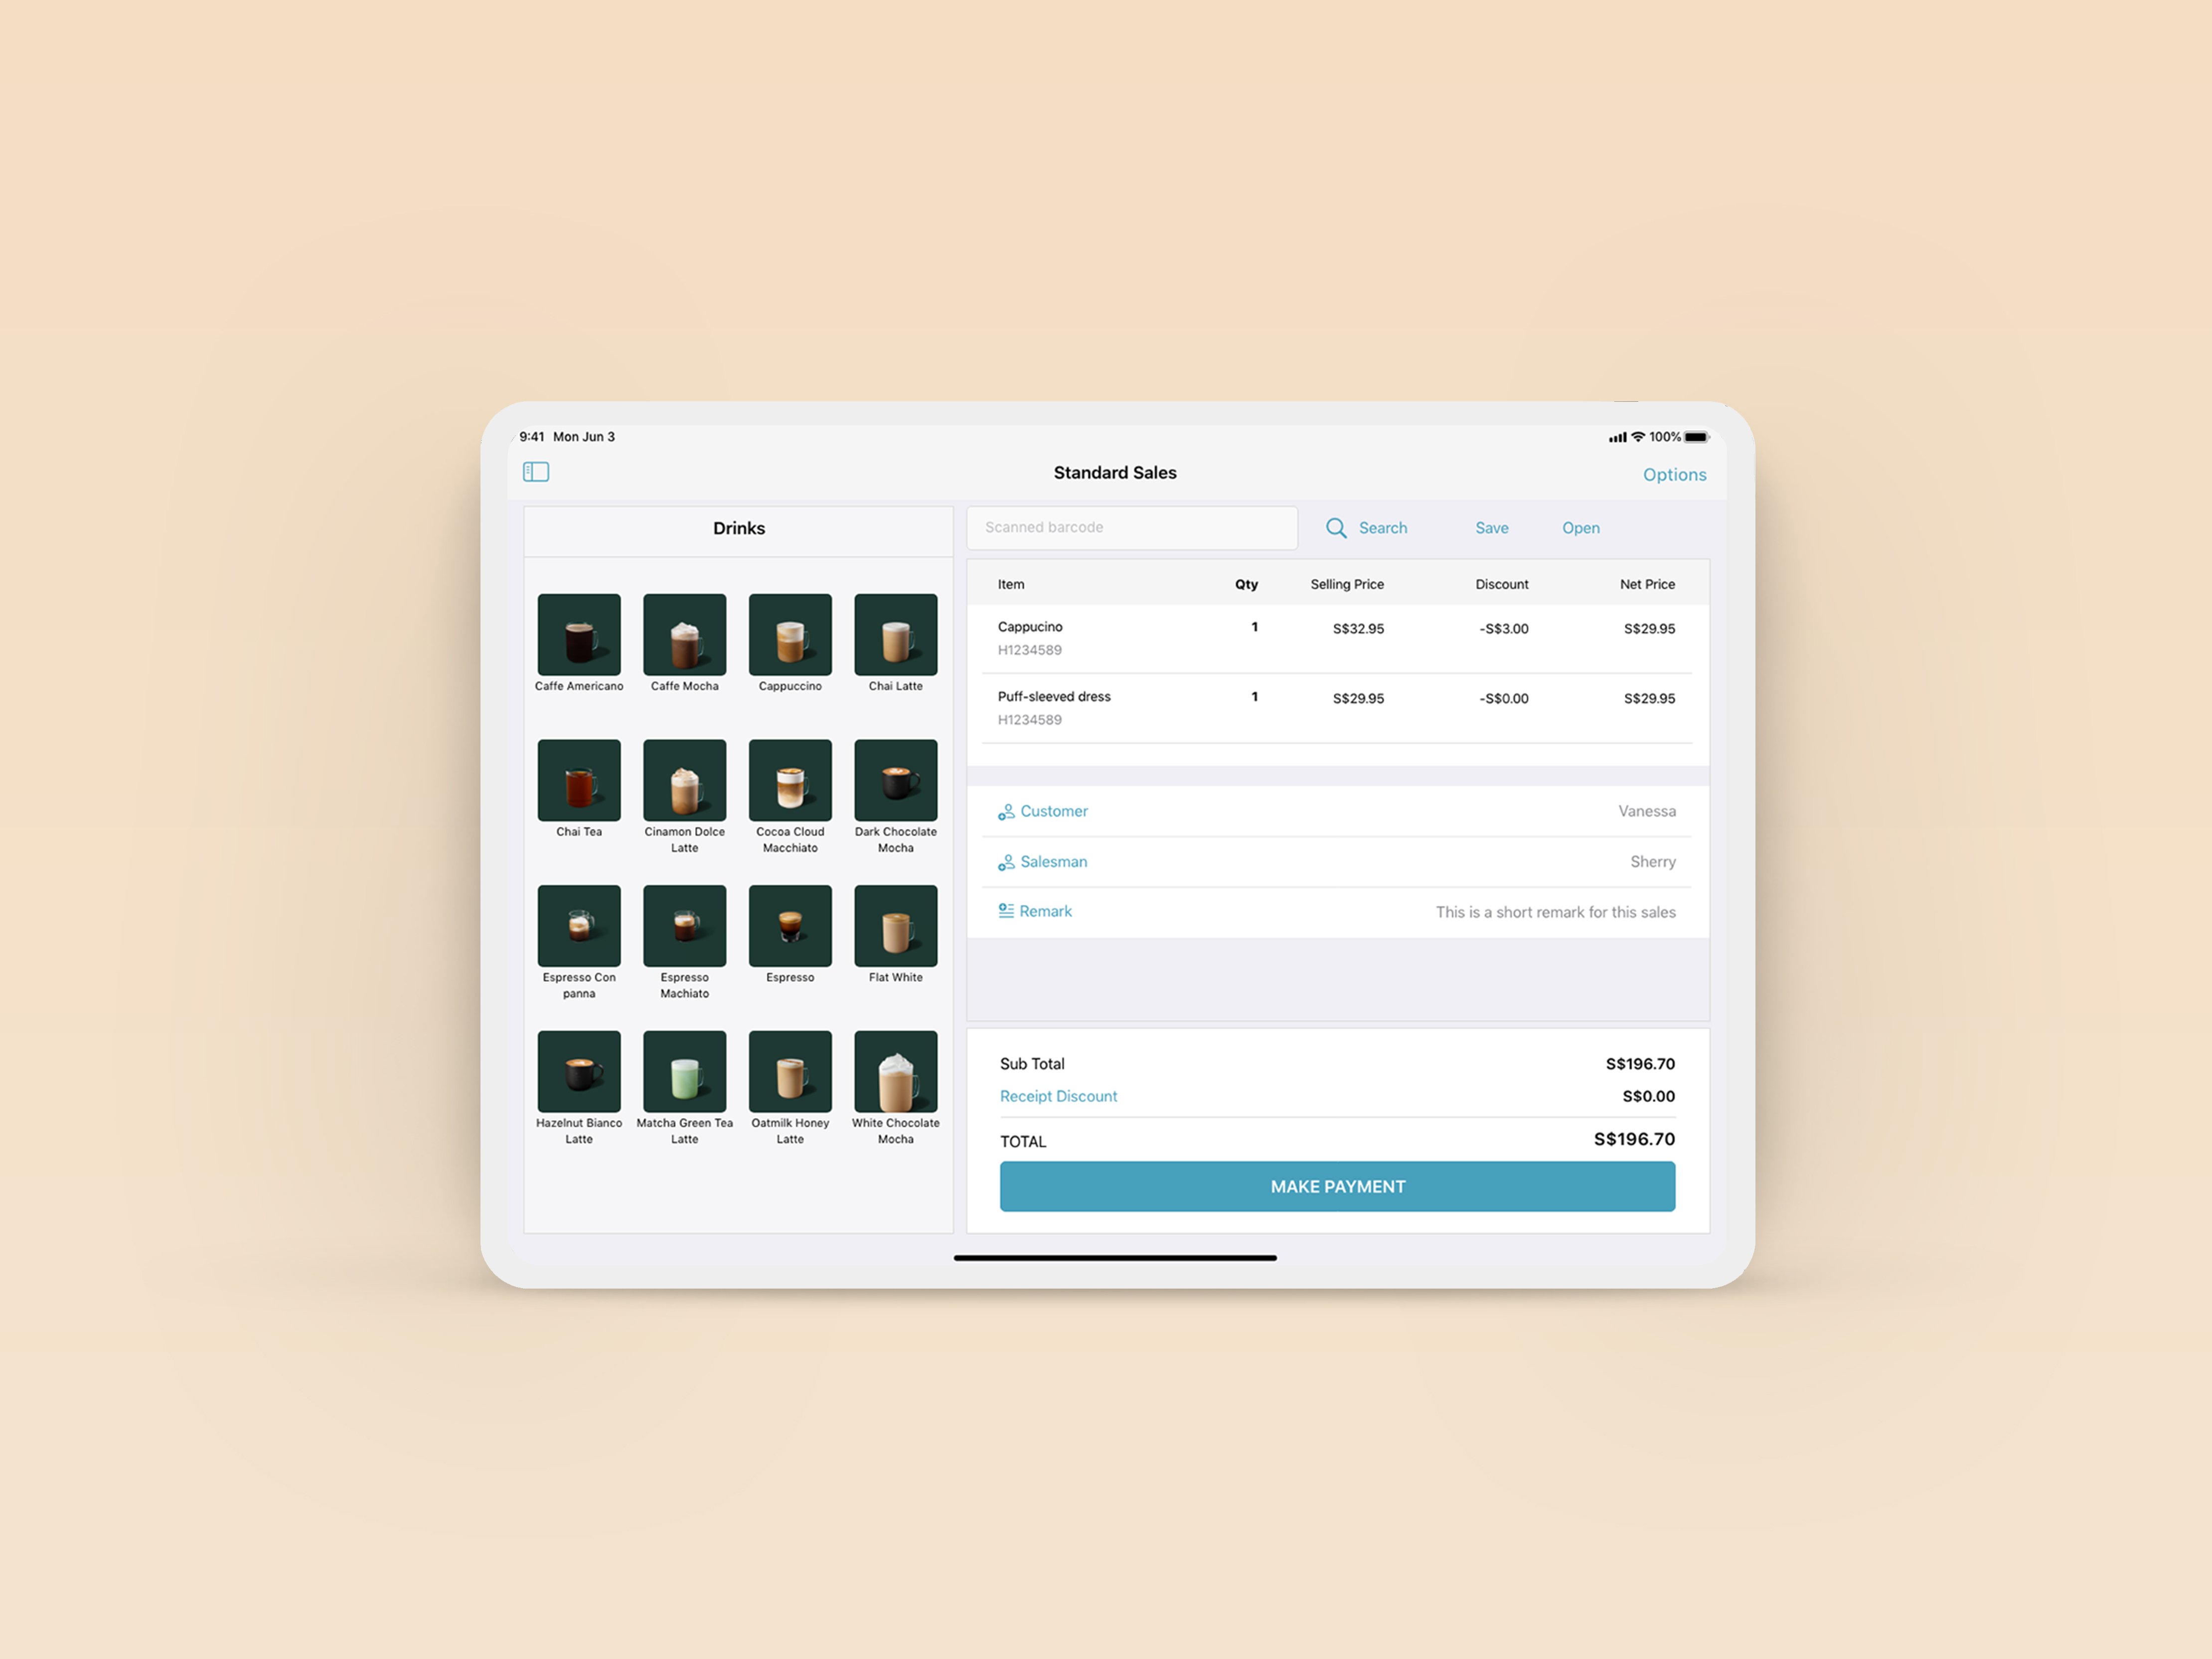 9:41 Mon Jun 3
100%
Standard Sales
Options
Drinks
Caffe Americano
Caffe Mocha
Cappuccino
Chai Latte
Chai Tea
Cinamon Dolce
Latte
Cocoa Cloud
Macchiato
Dark Chocolate
Mocha
Espresso Con
panna
Espresso
Machiato
Espresso
Flat White
Hazelnut Bianco
Latte
Matcha Green Tea
Latte
Oatmilk Honey
Latte
White Chocolate
Mocha
Scanned barcode
Search
Save
Open
Item Qty Selling Price Discount Net Price
Cappucino 1 S$32.95 -S$3.00 S$29.95
H1234589
Puff-sleeved dress 1 S$29.95 -S$0.00 S$29.95
H1234589
Customer Vanessa
Salesman Sherry
Remark This is a short remark for this sales
Sub Total S$196.70
Receipt Discount S$0.00
TOTAL S$196.70
MAKE PAYMENT